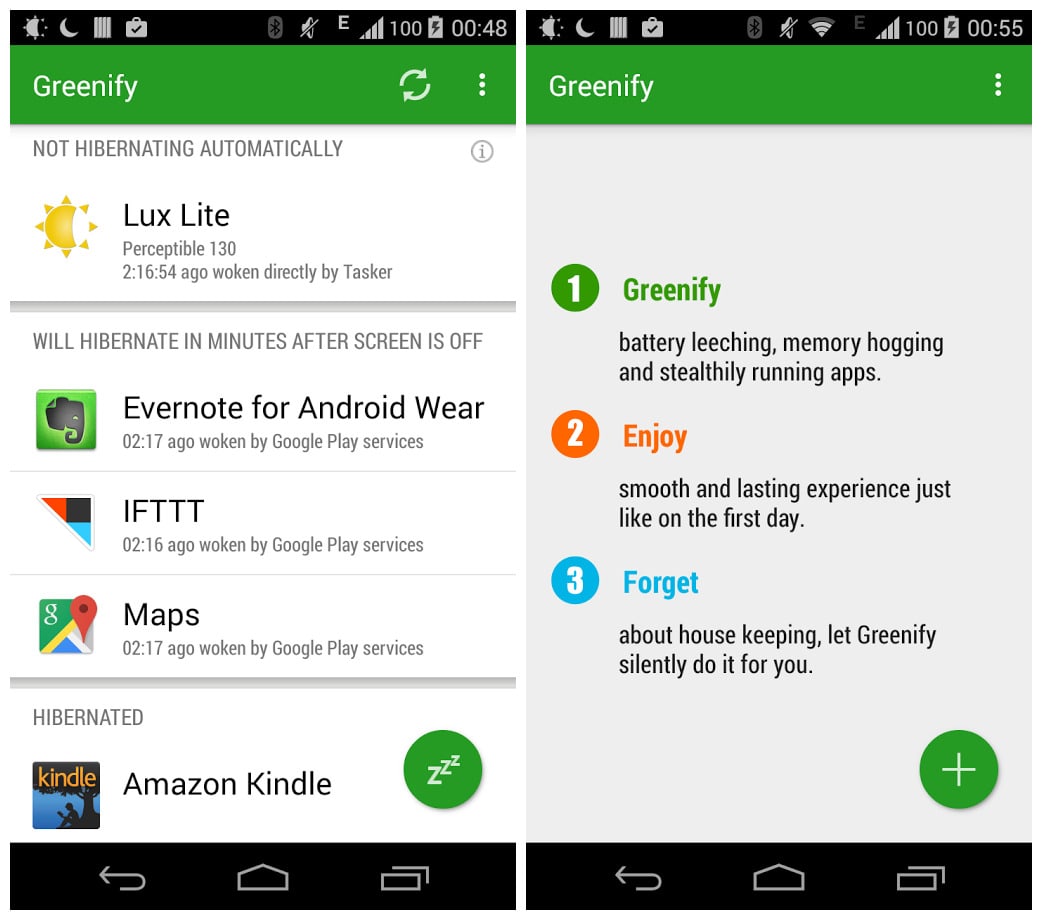 E 100 00:48
Greenify
NOT HIBERNATING AUTOMATICALLY
Lux Lite
Perceptible 130
2:16:54 ago woken directly by Tasker
WILL HIBERNATE IN MINUTES AFTER SCREEN IS OFF
Evernote for Android Wear
02:17 ago woken by Google Play services
IFTTT
02:16 ago woken by Google Play services
g
Maps
02:17 ago woken by Google Play services
HIBERNATED
kindle
Amazon Kindle
zzz
E 100 00:55
Greenify
1 Greenify
battery leeching, memory hogging
and stealthily running apps.
2 Enjoy
smooth and lasting experience just
like on the first day.
3 Forget
about house keeping, let Greenify
silently do it for you.